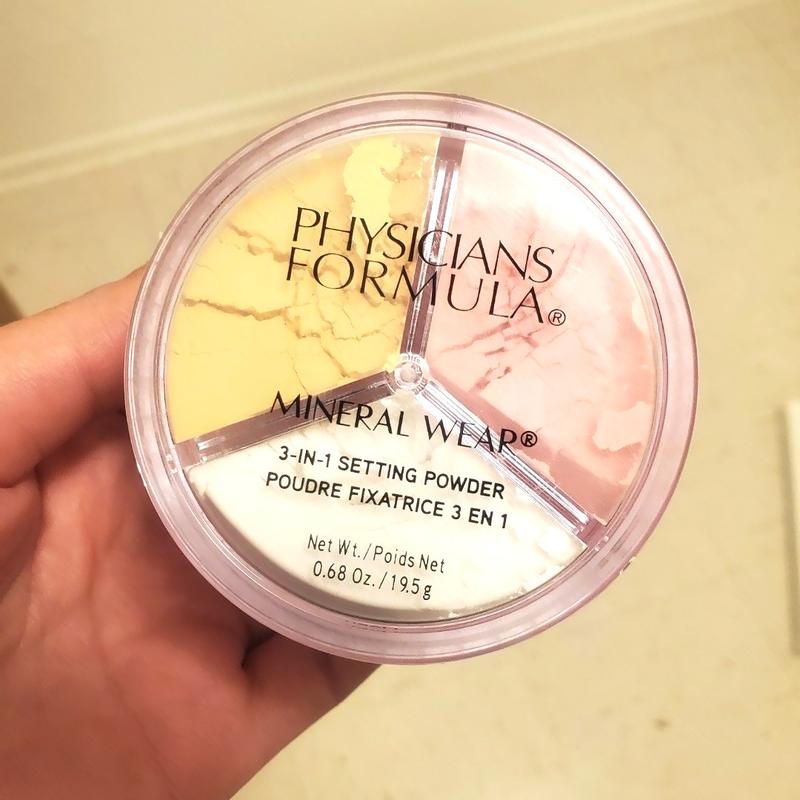 PHYSICIANS
FORMULA®
MINERAL WEAR®
3-IN-1 SETTING POWDER
POUDRE FIXATRICE 3 EN 1
Net Wt./Poids Net
0.68 Oz./19.5g